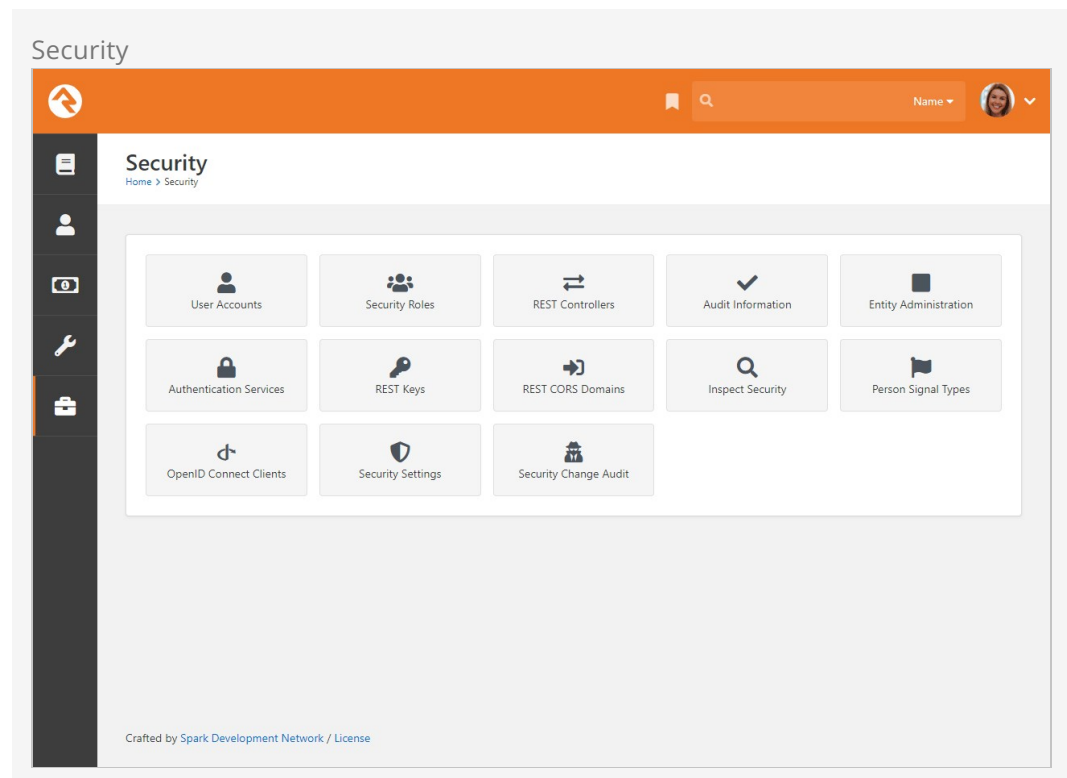 Security
Name
Security
Home > Security
User Accounts
Security Roles
REST Controllers
Audit Information
Entity Administration
Authentication Services
REST Keys
REST CORS Domains
Inspect Security
Person Signal Types
OpenID Connect Clients
Security Settings
Security Change Audit
Crafted by Spark Development Network / License